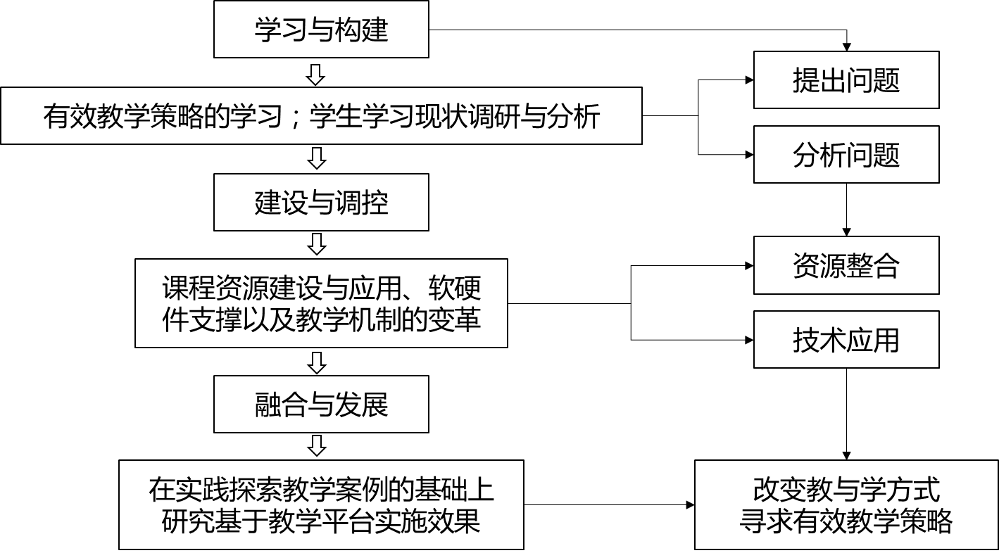 学习与构建
提出问题
有效教学策略的学习；学生学习现状调研与分析
分析问题
建设与调控
资源整合
课程资源建设与应用、软硬
件支撑以及教学机制的变革
技术应用
融合与发展
在实践探索教学案例的基础上
研究基于教学平台实施效果
改变教与学方式
寻求有效教学策略